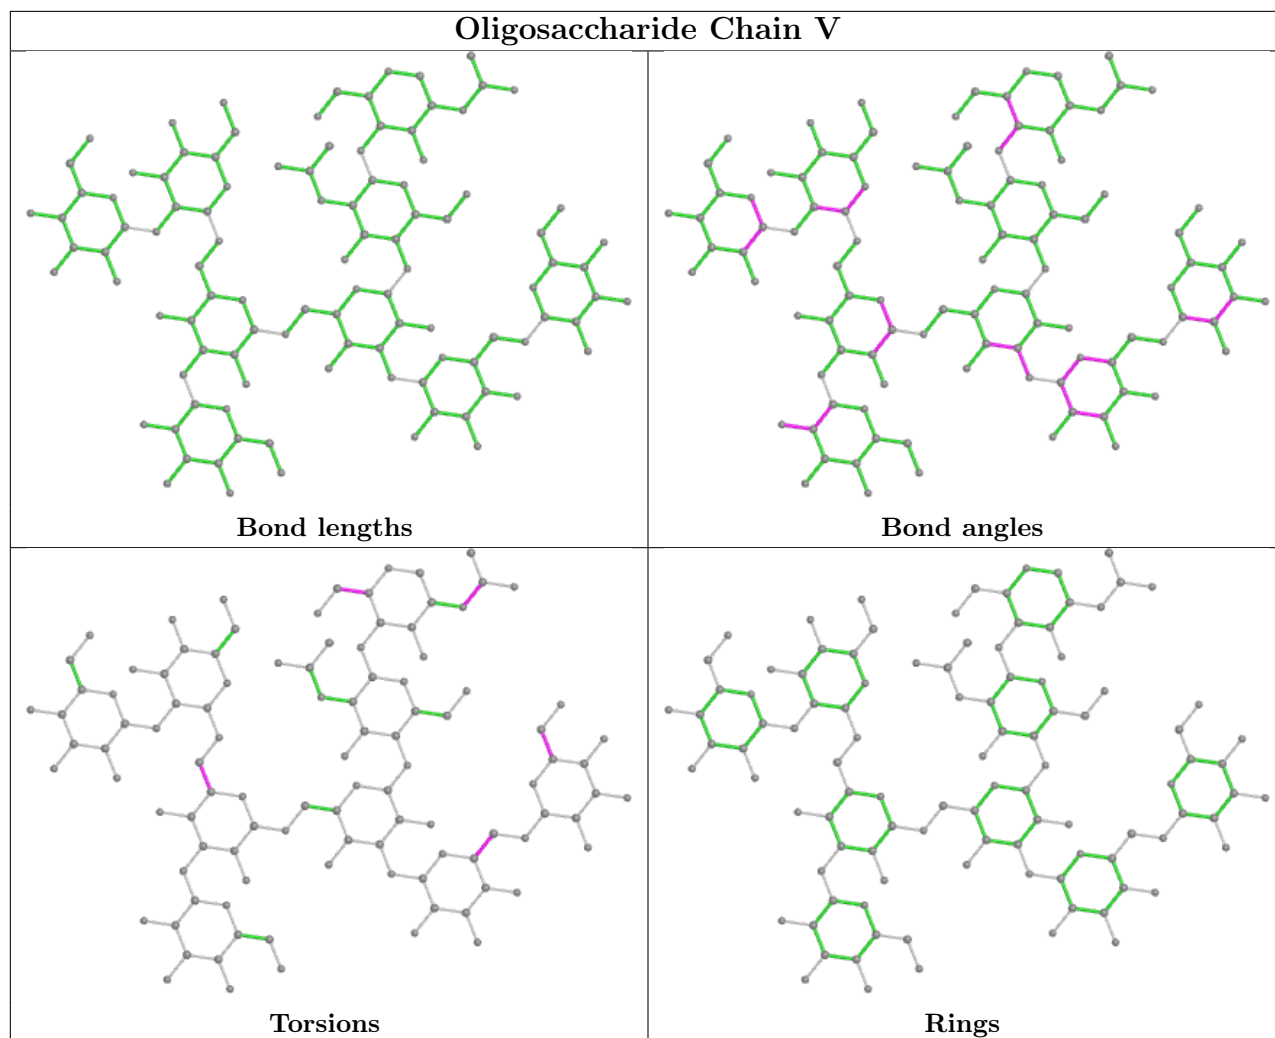 Oligosaccharide Chain V
Bond lengths
Bond angles
Torsions
Rings